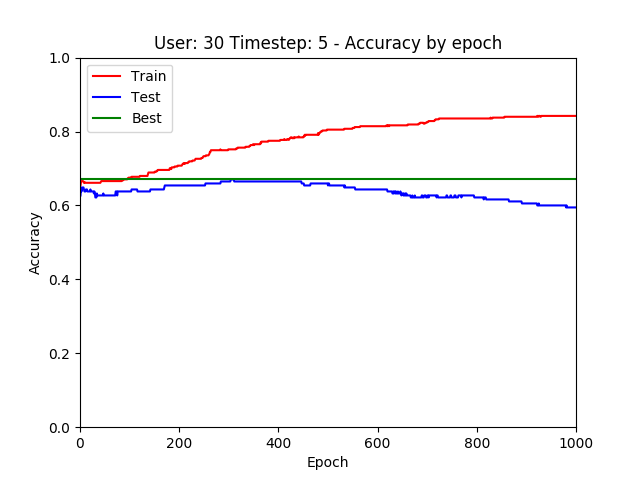 User: 30 Timestep: 5 - Accuracy by epoch
1.0
0.8
0.6
0.4
0.2
0.0
Accuracy
Train
Test
Best
0 200 400 600 800 1000
Epoch